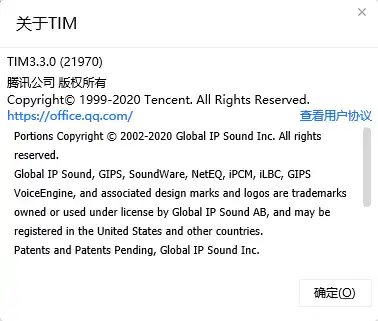 关于TIM
TIM3.3.0 (21970)
腾讯公司 版权所有
Copyright© 1999-2020 Tencent. All Rights Reserved.
https://office.qq.com/ 查看用户协议
Portions Copyright © 2002-2020 Global IP Sound Inc. All rights
reserved.
Global IP Sound, GIPS, SoundWare, NetEQ, iPCM, iLBC, GIPS
VoiceEngine, and associated design marks and logos are trademarks
owned or used under license by Global IP Sound AB, and may be
registered in the United States and other countries.
Patents and Patents Pending, Global IP Sound Inc.
确定(O)